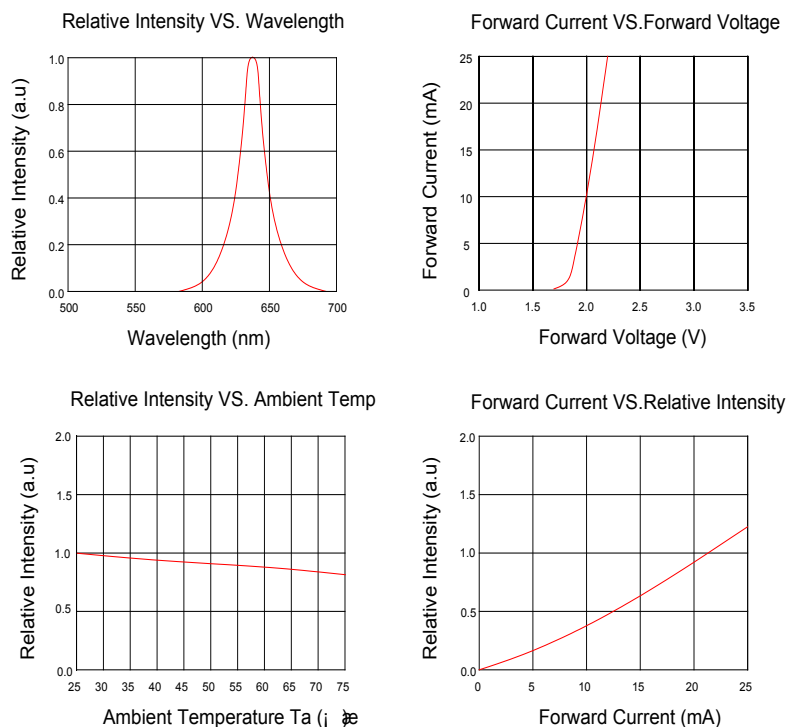 Relative Intensity VS. Wavelength
Relative Intensity (a.u)
1.0
0.8
0.6
0.4
0.2
0.0
500 550 600 650 700
Wavelength (nm)
Forward Current VS.Forward Voltage
Forward Current (mA)
25
20
15
10
5
0
1.0 1.5 2.0 2.5 3.0 3.5
Forward Voltage (V)
Relative Intensity VS. Ambient Temp
Relative Intensity (a.u)
2.0
1.5
1.0
0.5
0.0
25 30 35 40 45 50 55 60 65 70 75
Ambient Temperature Ta (¡ æ
Forward Current VS.Relative Intensity
Relative Intensity (a.u)
2.0
1.5
1.0
0.5
0.0
0 5 10 15 20 25
Forward Current (mA)